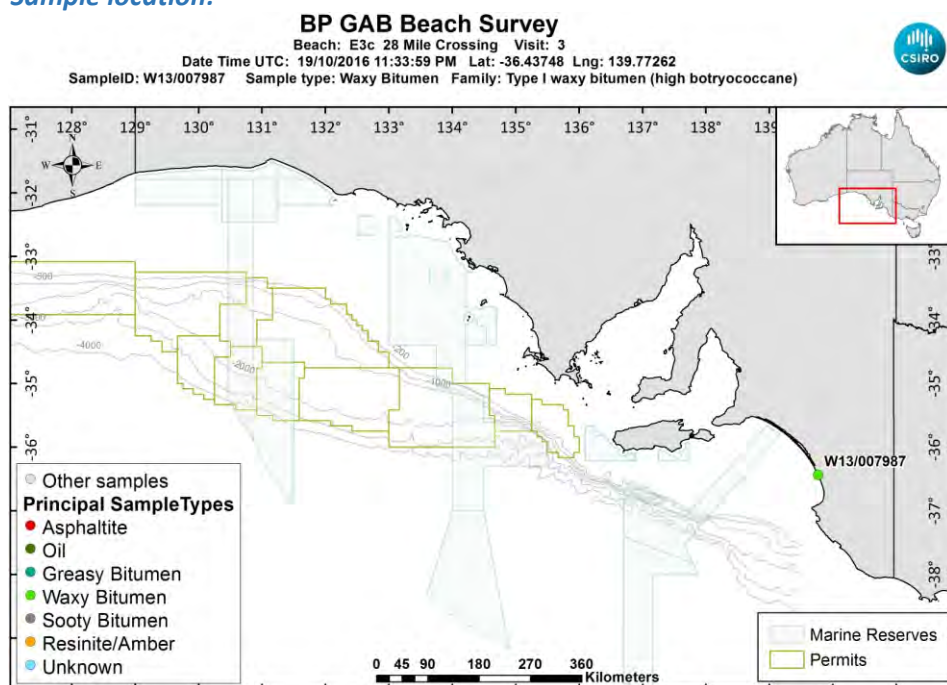 Sample location:
BP GAB Beach Survey
Beach: E3c 28 Mile Crossing Visit: 3
Date Time UTC: 19/10/2016 11:33:59 PM Lat: -36.43748 Lng: 139.77262
SampleID: W13/007987 Sample type: Waxy Bitumen Family: Type I waxy bitumen (high botryococcane)
CSIRO
128° 129° 130° 131° 132° 133° 134° 135° 136° 137° 138° 139°
-31°
-32°
-33°
-34°
-35°
-36°
-37°
-38°
N
W E
S
-4000
-2000
-200
-1000
-33°
-34°
-35°
-36°
-37°
-38°
W13/007987
Other samples
Principal SampleTypes
Asphaltite
Oil
Greasy Bitumen
Waxy Bitumen
Sooty Bitumen
Resinite/Amber
Unknown
0 45 90 180 270 360
Kilometers
Marine Reserves
Permits